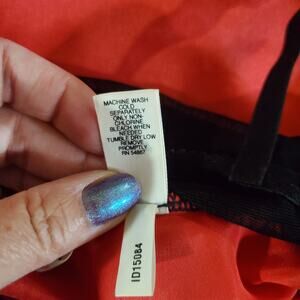 MACHINE WASH
COLD
SEPARATELY
ONLY NON-
CHLORINE
BLEACH WHEN
NEEDED
TUMBLE DRY LOW
REMOVE
PROMPTLY
RN 54867
ID15084